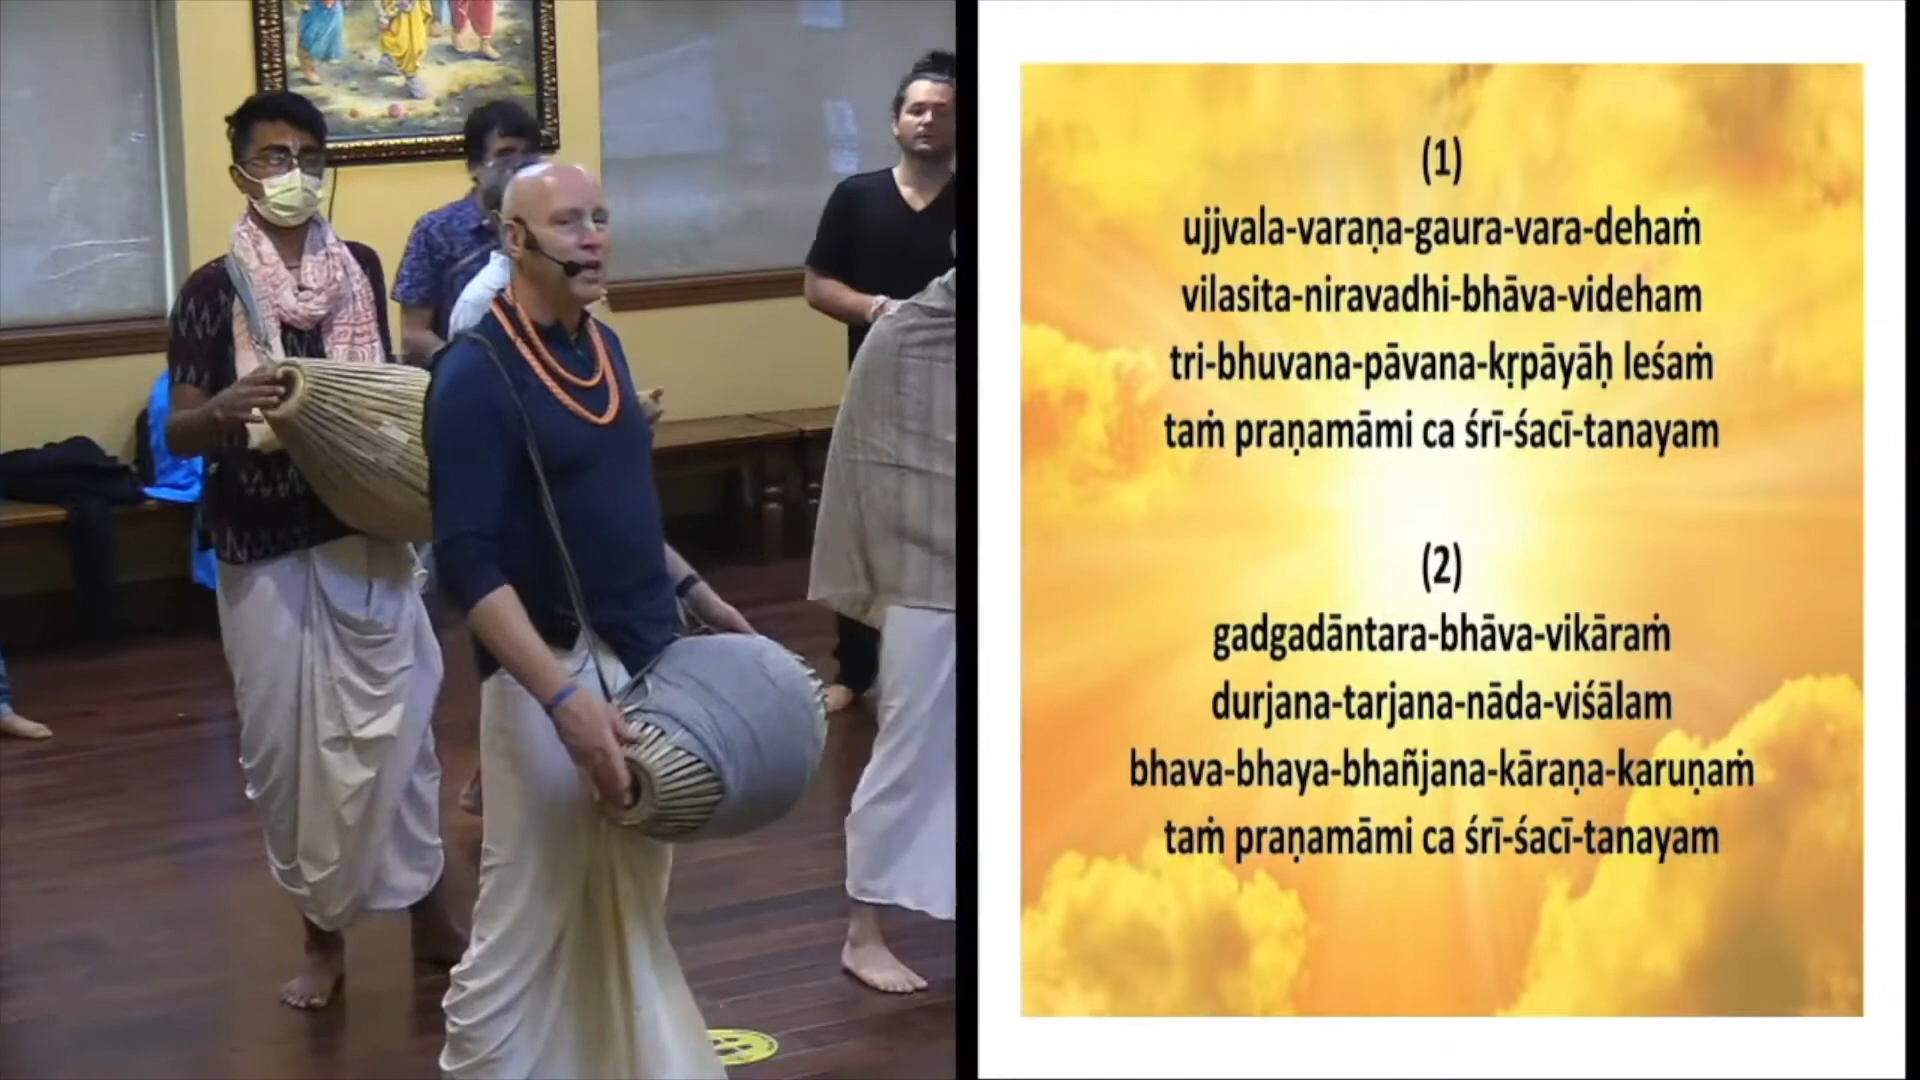 (1)
ujjvala-varaṇa-gaura-vara-dehaṁ
vilasita-niravadhi-bhāva-videham
tri-bhuvana-pāvana-kṛpāyāḥ leśaṁ
taṁ praṇamāmi ca śrī-śacī-tanayam
(2)
gadgadāntara-bhāva-vikāraṁ
durjana-tarjana-nāda-viśālam
bhava-bhaya-bhañjana-kāraṇa-karuṇaṁ
taṁ praṇamāmi ca śrī-śacī-tanayam